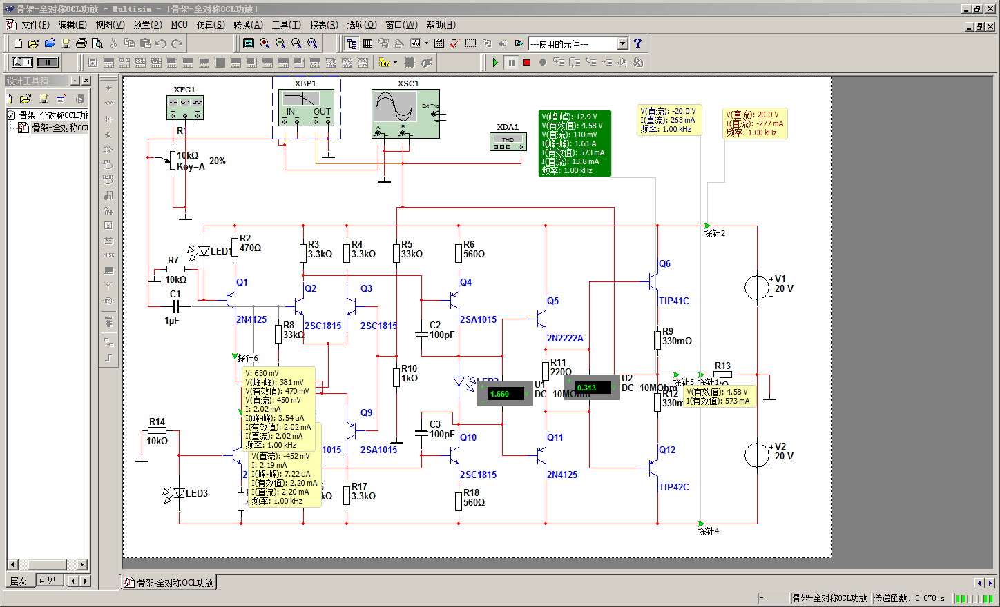 骨架-全对称OCL功放 - Multisim - [骨架-全对称OCL功放]
文件(F) 编辑(E) 视图(V) 放置(P) MCU 仿真(S) 转换(A) 工具(T) 报表(R) 选项(O) 窗口(W) 帮助(H)
---使用的元件---
设计工具箱
骨架-全对称OCL功放
骨架-全对称OCL
XFG1
XBP1
IN OUT
XSC1
Ext Trig
A B
XDA1
THD
V(峰-峰): 12.9 V
V(有效值): 4.58 V
V(直流): 110 mV
I(峰-峰): 1.61 A
I(有效值): 573 mA
I(直流): 13.8 mA
频率: 1.00 kHz
V(直流): -20.0 V
I(直流): 263 mA
频率: 1.00 kHz
V(直流): 20.0 V
I(直流): -277 mA
频率: 1.00 kHz
R1
10kΩ
Key=A
20%
探针2
LED1
R2
470Ω
R3
3.3kΩ
R4
3.3kΩ
R5
33kΩ
R6
560Ω
R7
10kΩ
C1
1µF
Q1
2N4125
Q2
2SC1815
Q3
2SC1815
Q4
2SA1015
Q5
2N2222A
Q6
TIP41C
V1
20 V
R8
33kΩ
C2
100pF
R9
330mΩ
R10
1kΩ
R11
220Ω
R13
探针6
探针5
探针1
U1
DC 10MOhm
1.660
U2
DC 10MOhm
0.313
R12
330m
V(有效值): 4.58 V
I(有效值): 573 mA
V: 630 mV
V(峰-峰): 381 mV
V(有效值): 470 mV
V(直流): 450 mV
I: 2.02 mA
I(峰-峰): 3.54 uA
I(有效值): 2.02 mA
I(直流): 2.02 mA
频率: 1.00 kHz
V(直流): -452 mV
I: 2.19 mA
I(峰-峰): 7.22 uA
I(有效值): 2.20 mA
I(直流): 2.20 mA
频率: 1.00 kHz
R14
10kΩ
LED3
Q9
1015
2SA1015
C3
100pF
Q10
2SC1815
Q11
2N4125
Q12
TIP42C
V2
20 V
R17
3.3kΩ
R18
560Ω
探针4
层次 可见
骨架-全对称OCL功放
骨架-全对称OCL功放: 传递函数: 0.070 s